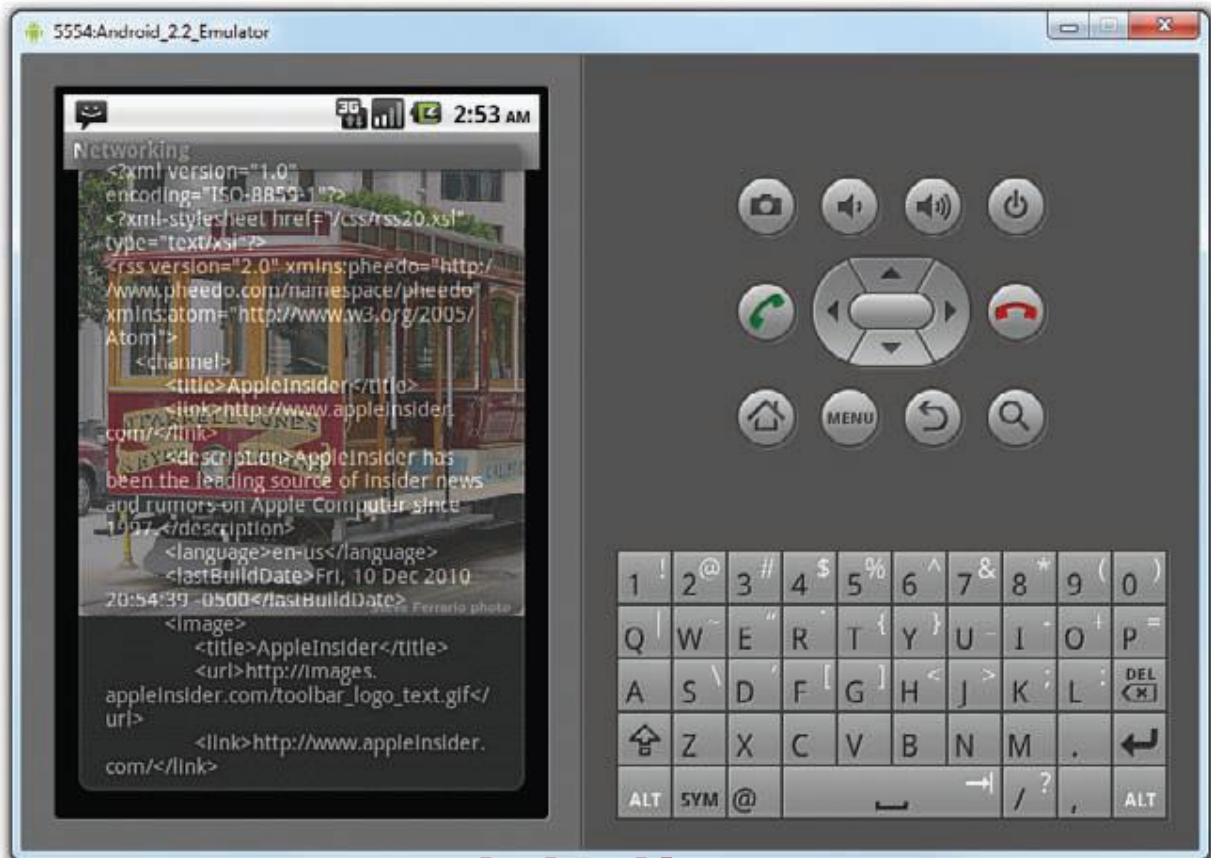 5554:Android_2.2_Emulator
3G
2:53 AM
Networking
<?xml version="1.0"
encoding="ISO-8859-1"?>
<?xml-stylesheet href="/css/rss20.xsl"
type="text/xsl"?>
<rss version="2.0" xmlns:pheedo="http:/
/www.pheedo.com/namespace/pheedo"
xmlns:atom="http://www.w3.org/2005/
Atom">
<channel>
<title>AppleInsider</title>
<link>http://www.appleinsider.
com/</link>
<description>AppleInsider has
been the leading source of insider news
and rumors on Apple Computer since
1997.</description>
<language>en-us</language>
<lastBuildDate>Fri, 10 Dec 2010
20:54:39 -0500</lastBuildDate>
Steve Ferrario photo
<image>
<title>AppleInsider</title>
<url>http://images.
appleinsider.com/toolbar_logo_text.gif</
url>
<link>http://www.appleinsider.
com/</link>
MENU
1 ! 2 @ 3 # 4 $ 5 % 6 ^ 7 & 8 * 9 ( 0 )
Q | W ~ E " R ` T { Y } U _ I - O + P =
A S \ D ' F [ G ] H < J > K ; L : DEL
Z X C V B N M .
ALT SYM @ / ? , ALT